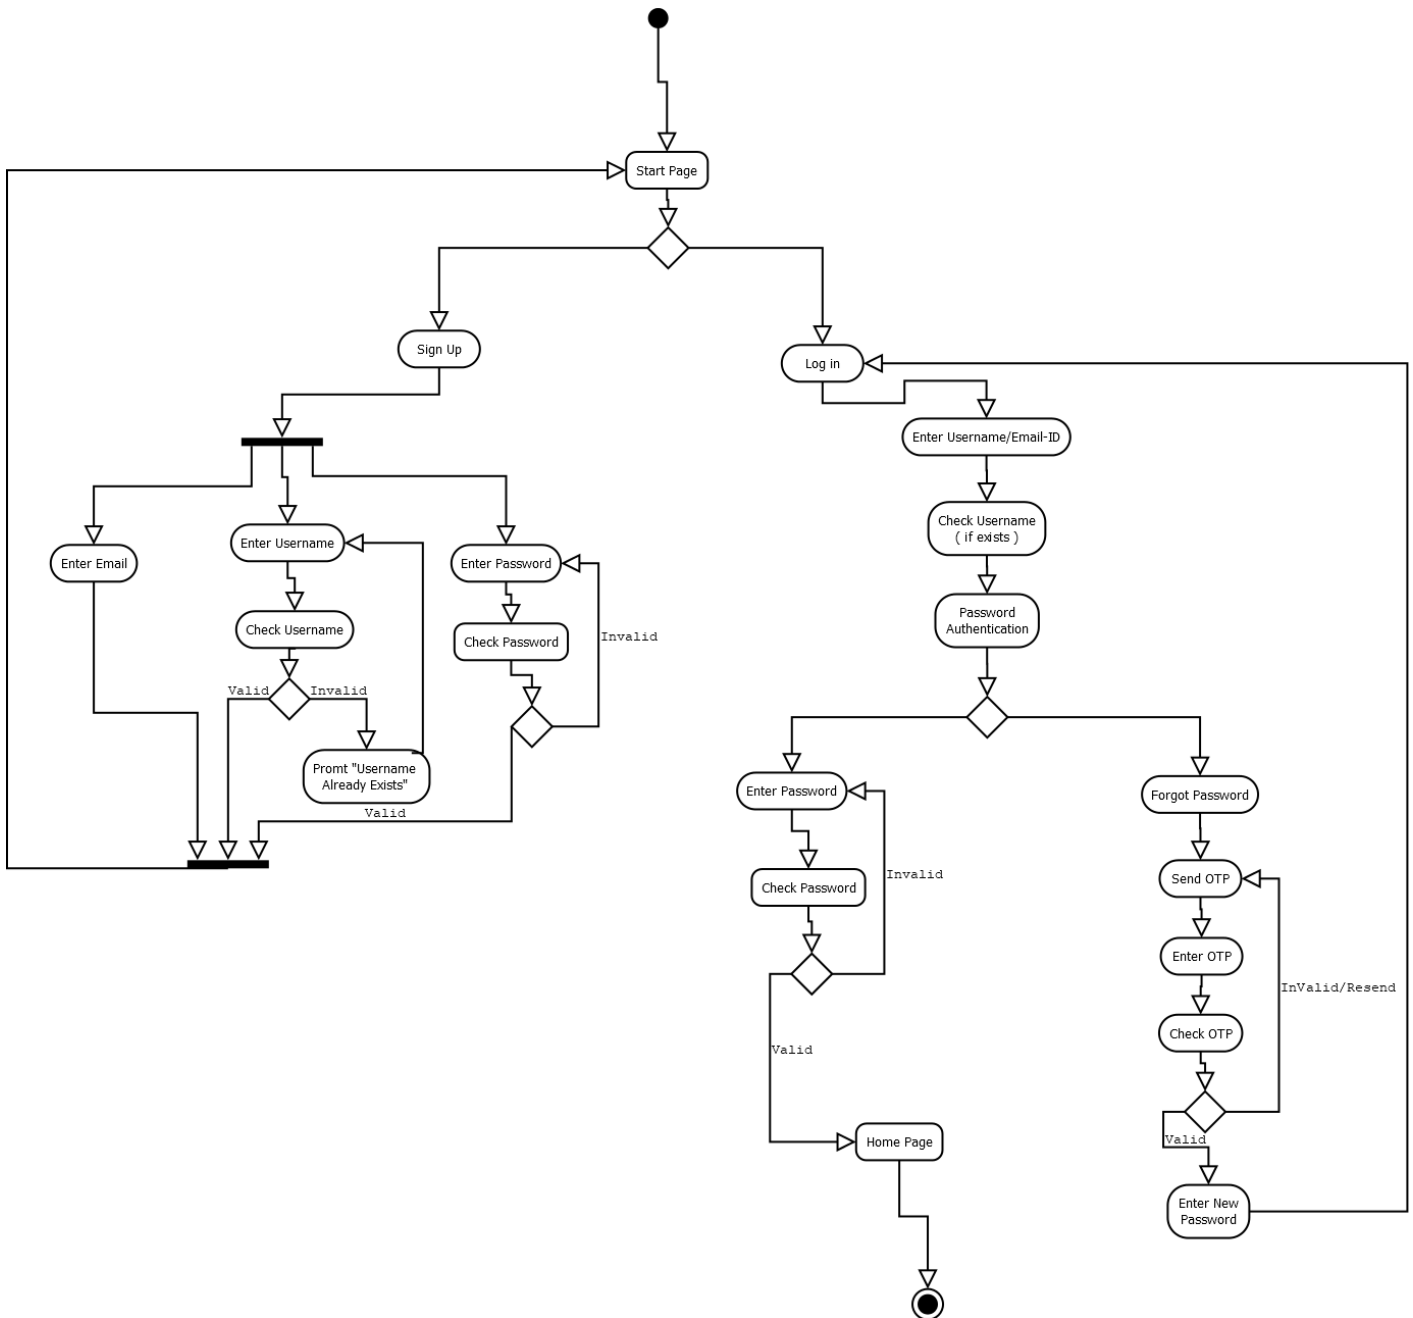 Start Page
Sign Up
Log in
Enter Username/Email-ID
Check Username
( if exists )
Password
Authentication
Enter Email
Enter Username
Enter Password
Check Username
Check Password
Invalid
Valid
Invalid
Promt "Username
Already Exists"
Valid
Enter Password
Forgot Password
Check Password
Invalid
Send OTP
Enter OTP
InValid/Resend
Check OTP
Valid
Valid
Home Page
Enter New
Password